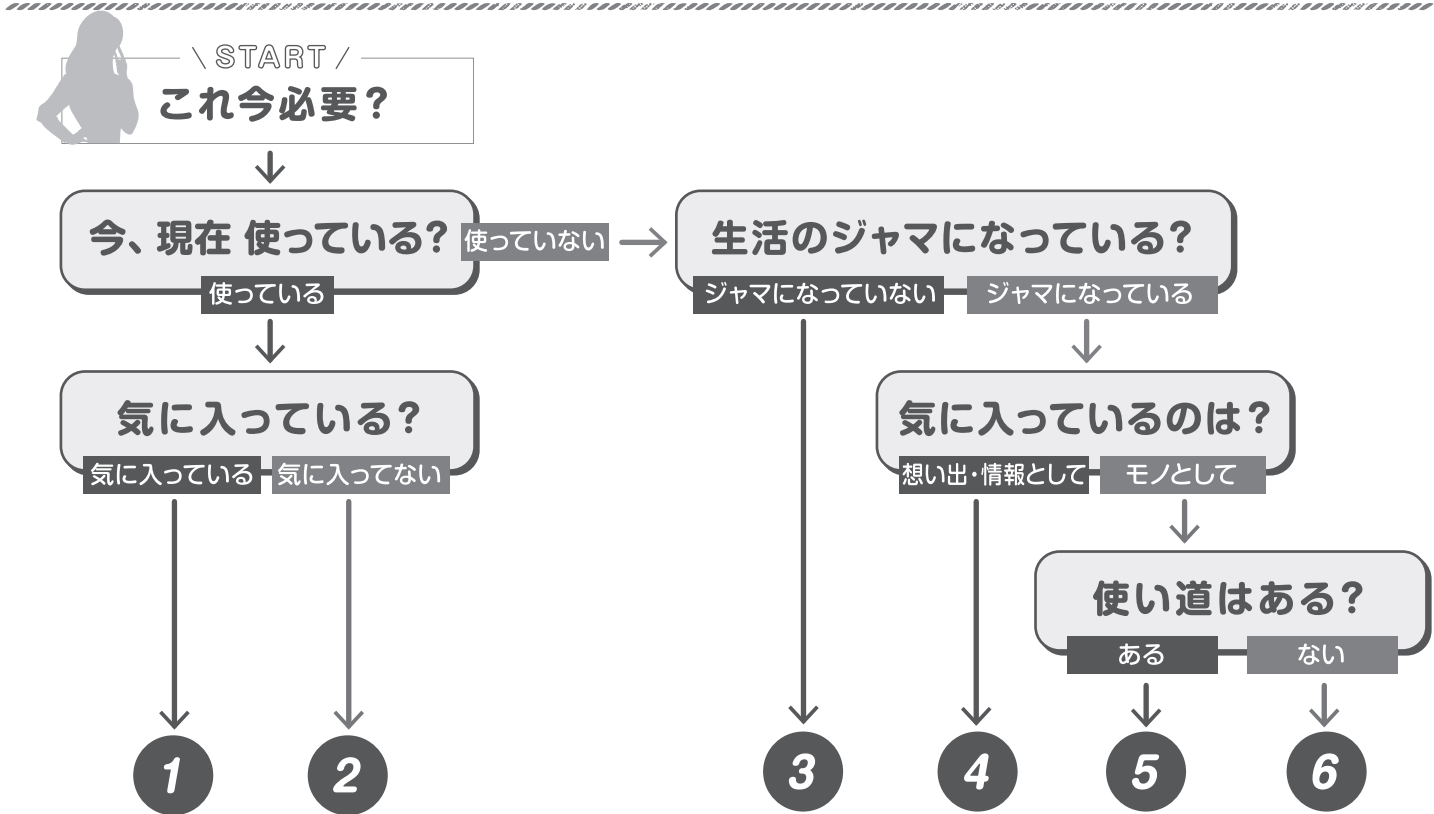 \ START /
これ今必要？
今、現在 使っている？
使っていない
使っている
生活のジャマになっている？
ジャマになっていない
ジャマになっている
気に入っている？
気に入っている
気に入ってない
気に入っているのは？
想い出・情報として
モノとして
使い道はある？
ある
ない
1
2
3
4
5
6